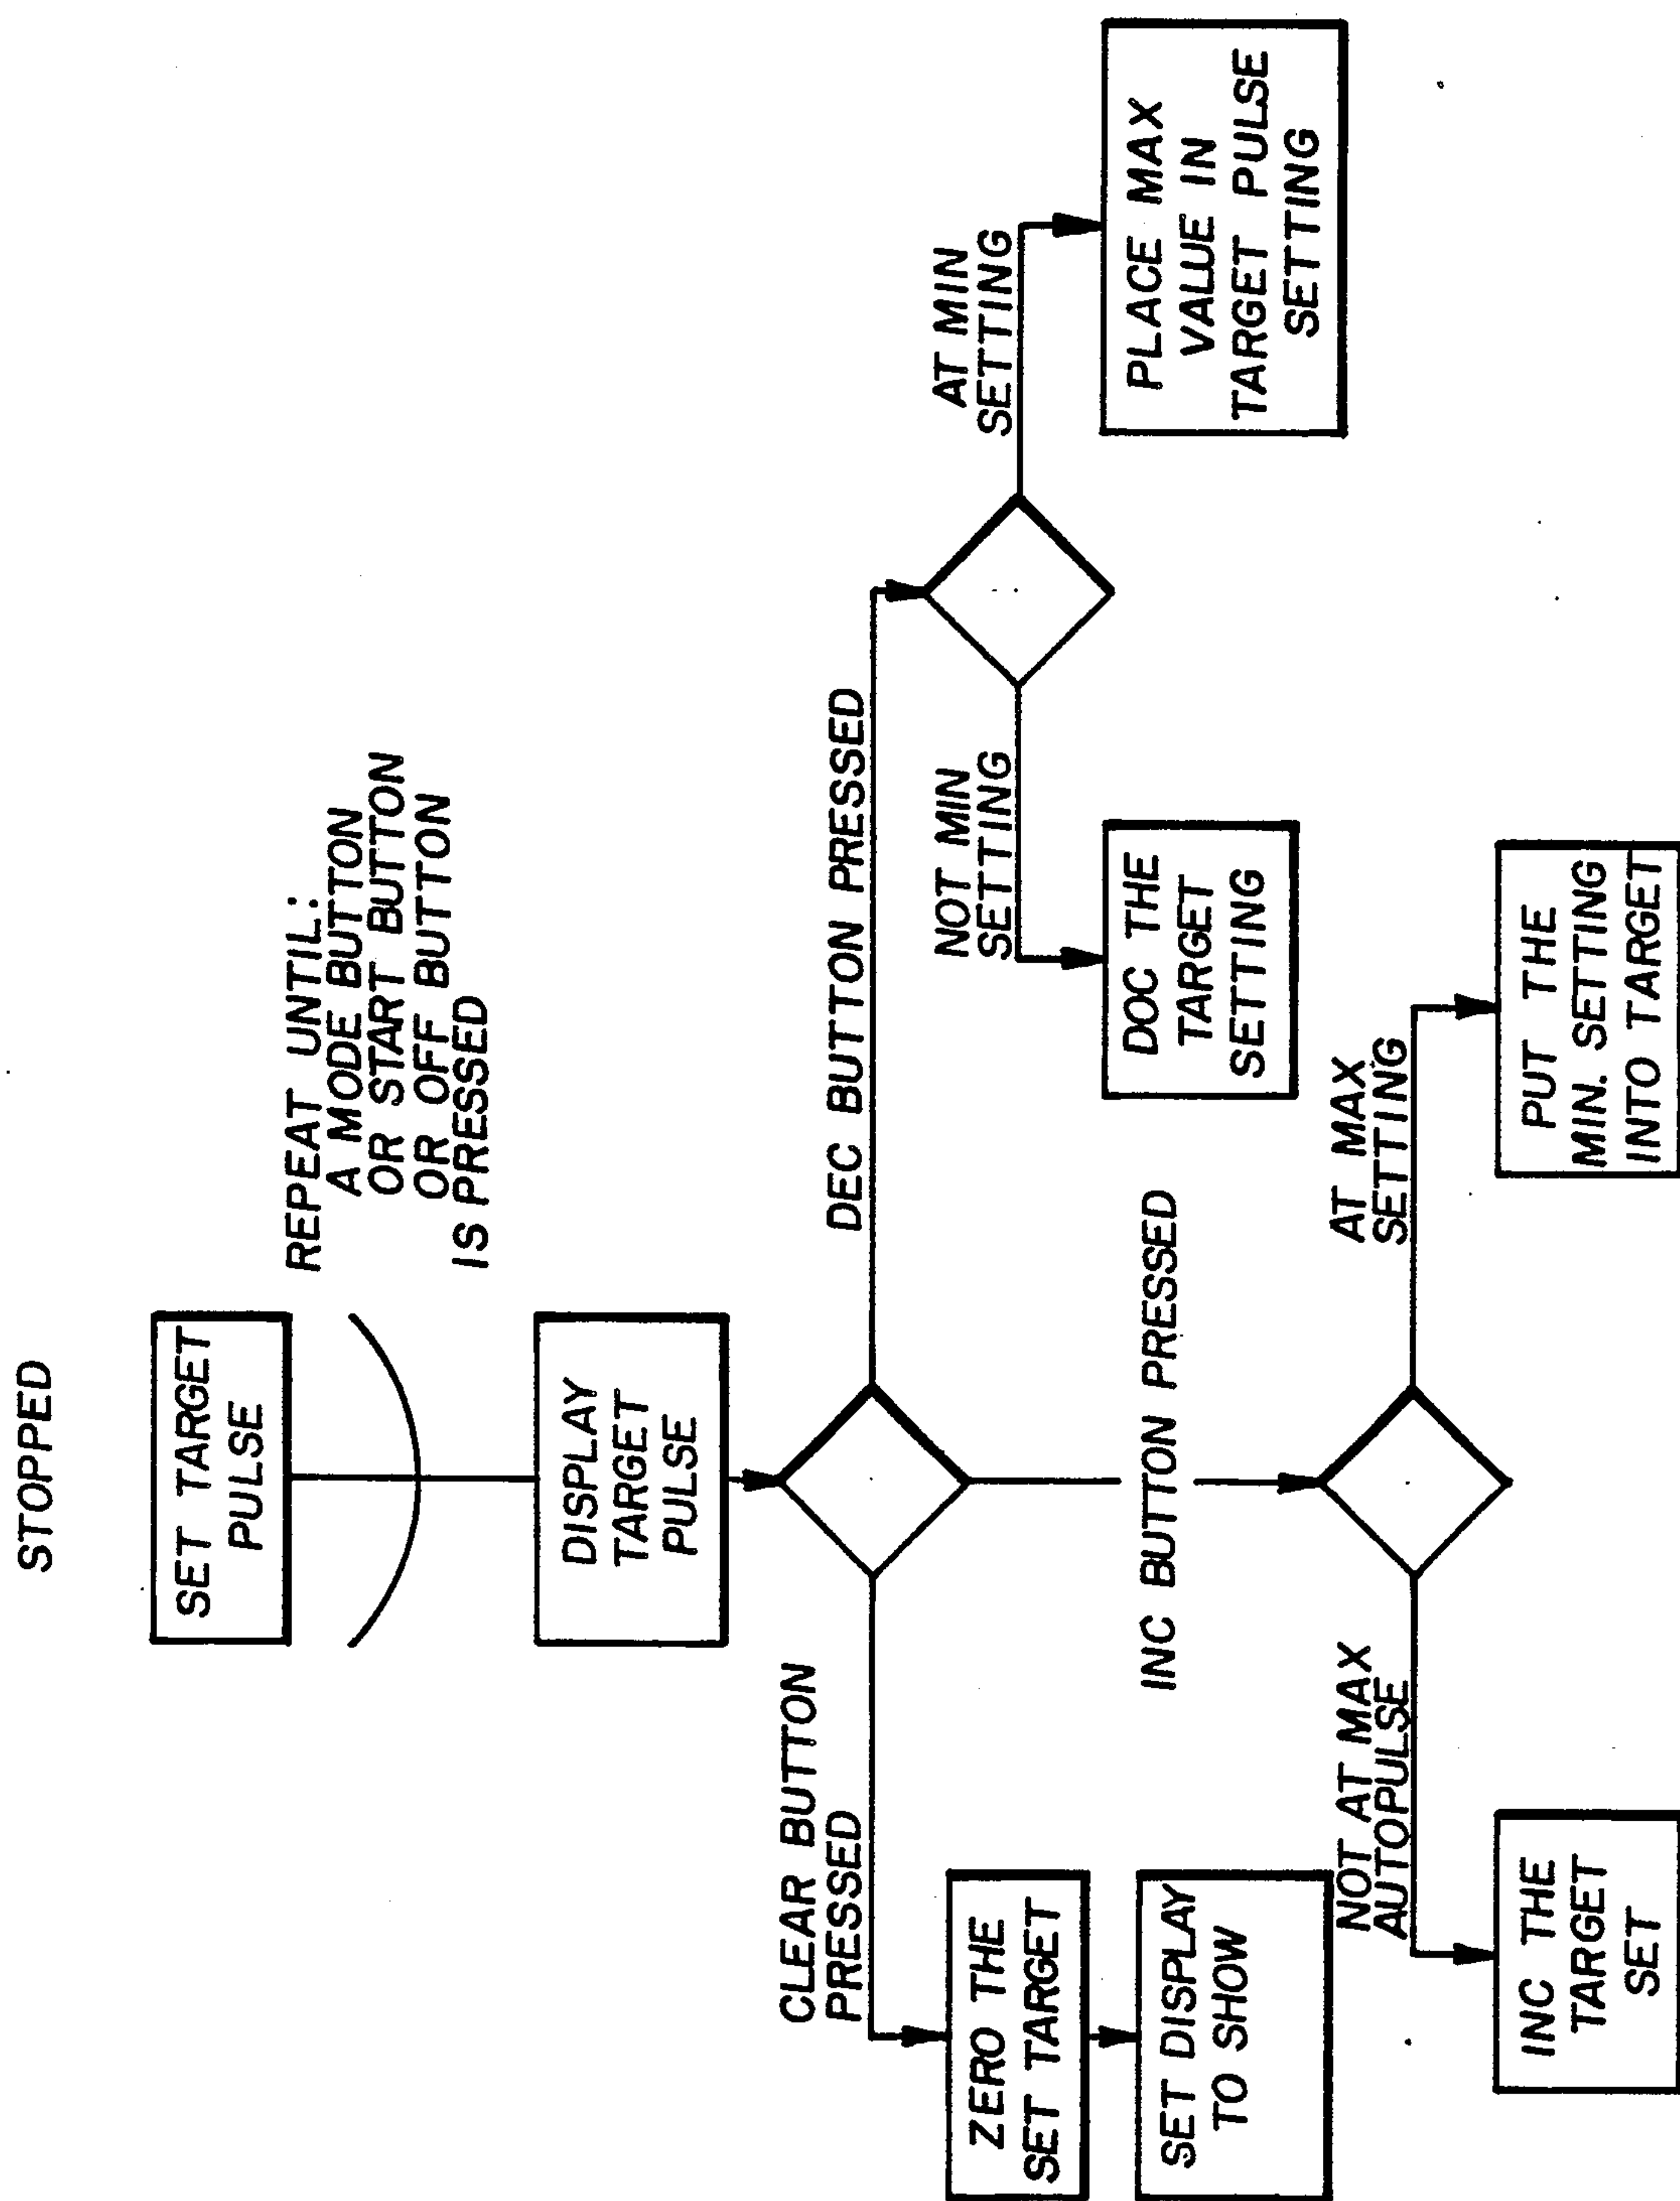 STOPPED
SET TARGET
PULSE
REPEAT UNTIL:
A MODE BUTTON
OR START BUTTON
OR OFF BUTTON
IS PRESSED
DISPLAY
TARGET
PULSE
CLEAR BUTTON
PRESSED
DEC BUTTON PRESSED
ZERO THE
SET TARGET
SET DISPLAY
TO SHOW
INC BUTTON PRESSED
NOT MIN
SETTING
AT MIN
SETTING
DOC THE
TARGET
SETTING
PLACE MAX
VALUE IN
TARGET PULSE
SETTING
NOT AT MAX
AUTOPULSE
AT MAX
SETTING
INC THE
TARGET
SET
PUT THE
MIN. SETTING
INTO TARGET